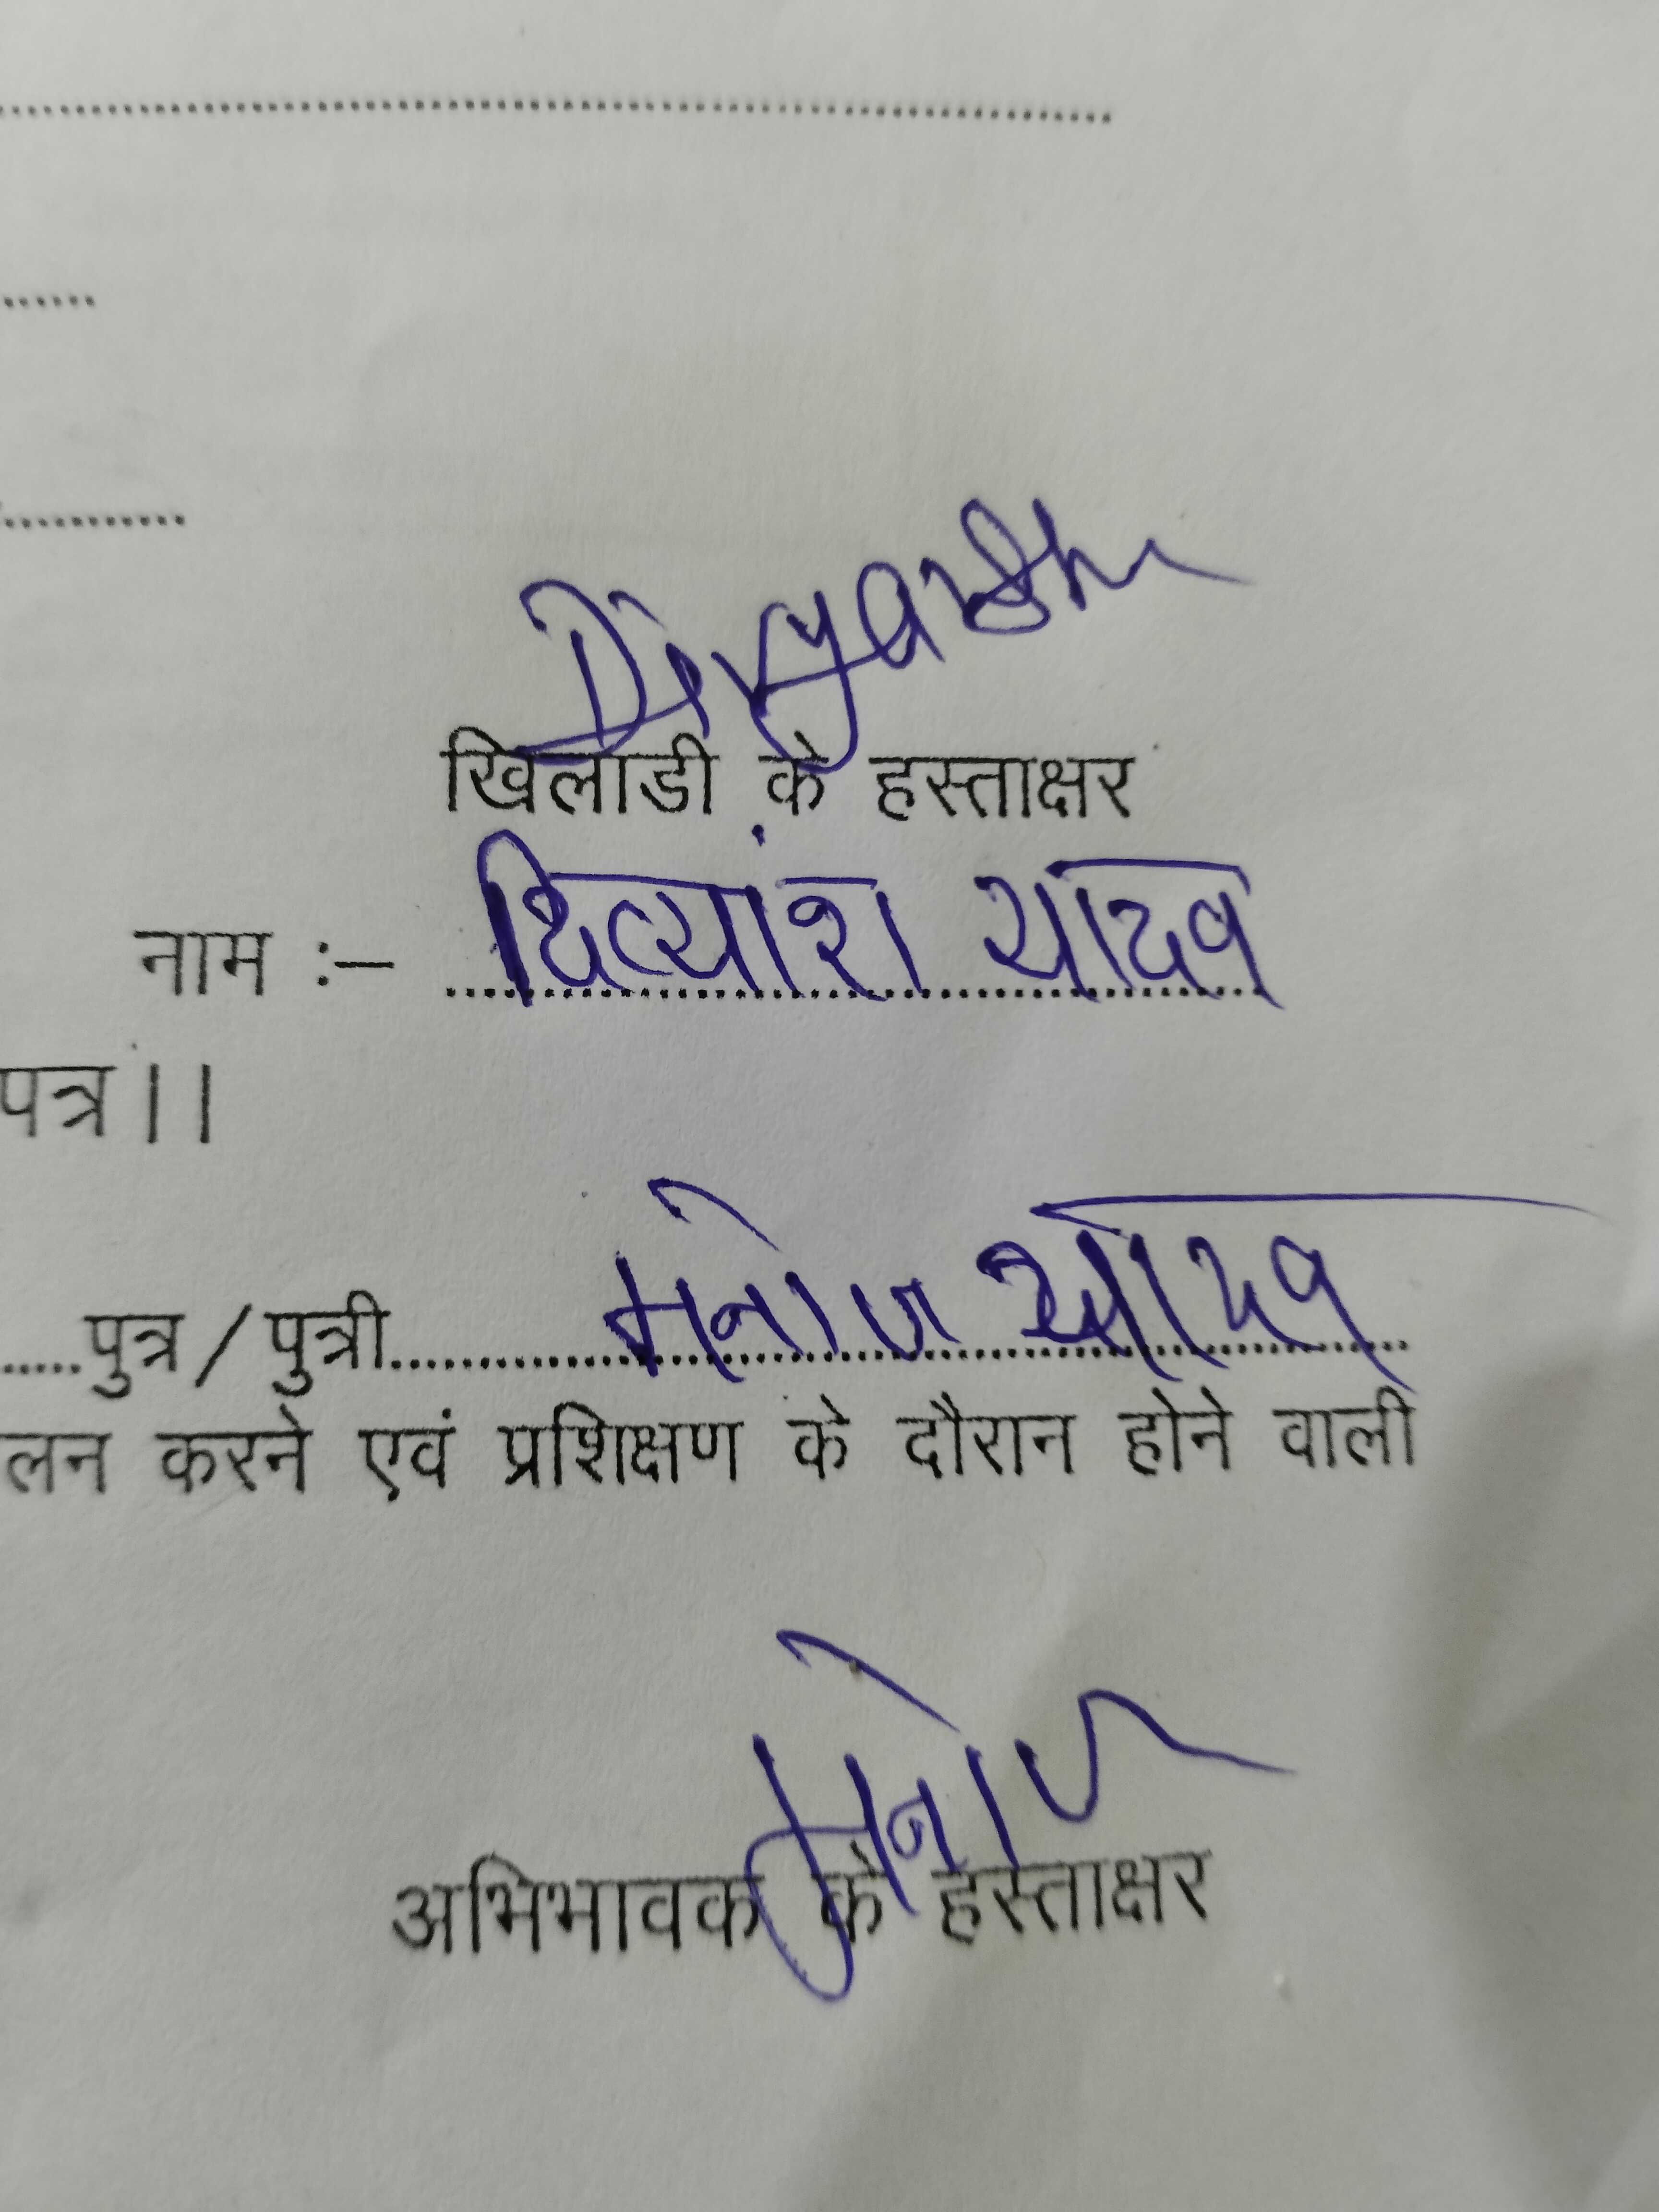 Divyansh
खिलाडी के हस्ताक्षर
नाम :– दिव्यांश यादव
पत्र।।
.....पुत्र/पुत्री.......... मनोज यादव
लन करने एवं प्रशिक्षण के दौरान होने वाली
मनोज
अभिभावक के हस्ताक्षर